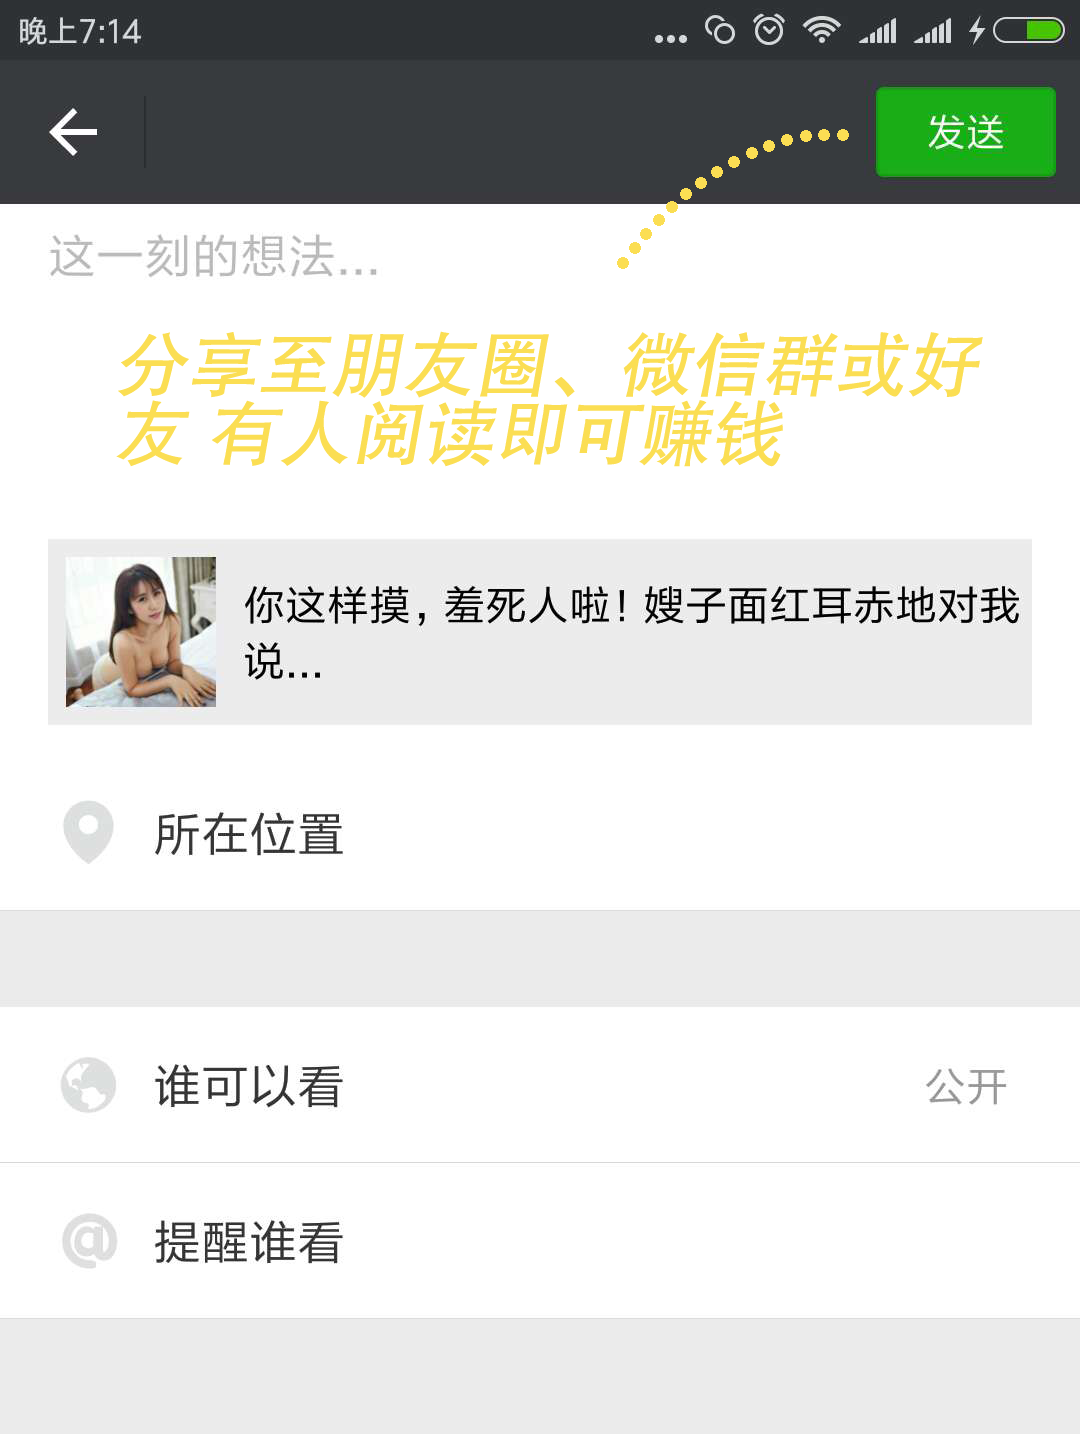 晚上7:14
发送
这一刻的想法...
分享至朋友圈、微信群或好
友 有人阅读即可赚钱
你这样摸，羞死人啦！嫂子面红耳赤地对我
说...
所在位置
谁可以看 公开
提醒谁看